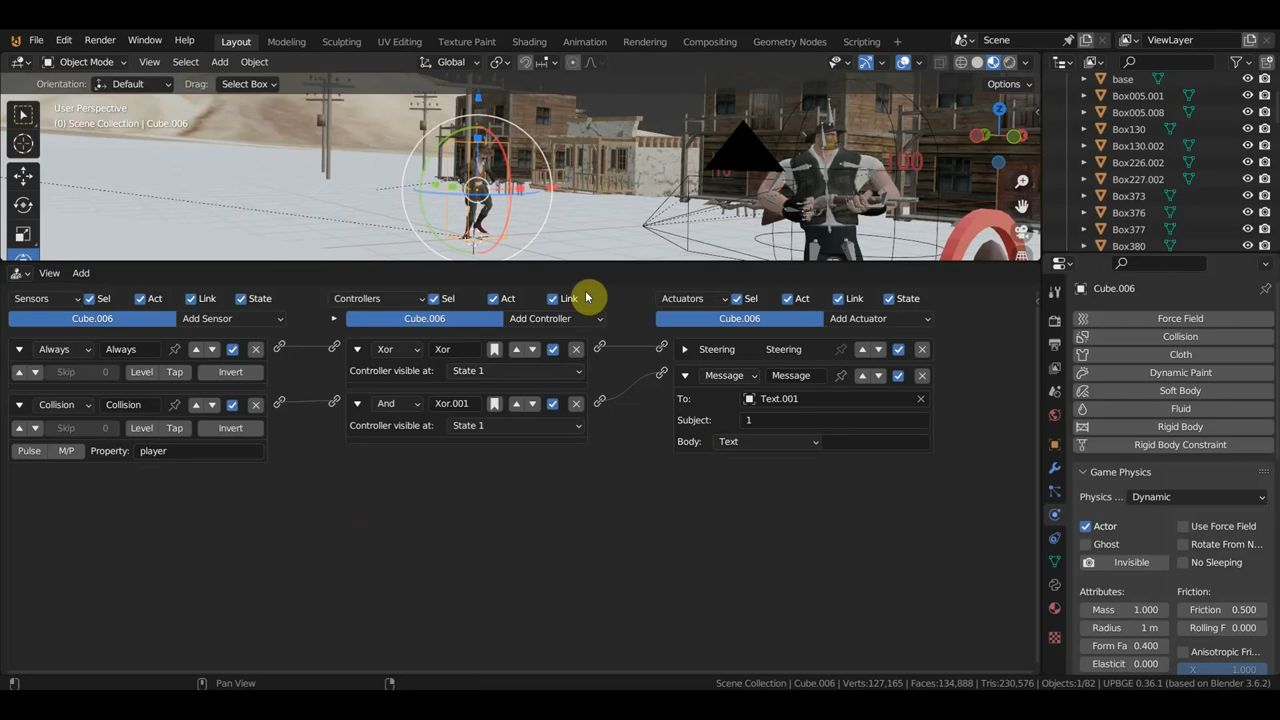 File Edit Render Window Help Layout Modeling Sculpting UV Editing Texture Paint Shading Animation Rendering Compositing Geometry Nodes Scripting + Scene ViewLayer
Object Mode View Select Add Object Global
Orientation: Default Drag: Select Box Options
User Perspective
(0) Scene Collection | Cube.006
Z
100
base
Box005.001
Box005.008
Box130
Box130.002
Box226.002
Box227.002
Box373
Box376
Box377
Box380
View Add
Sensors Sel Act Link State Controllers Sel Act Link Actuators Sel Act Link State
Cube.006 Add Sensor Cube.006 Add Controller Cube.006 Add Actuator
Always Always Xor Xor Steering Steering
Skip 0 Level Tap Invert Controller visible at: State 1 Message Message
Collision Collision And Xor.001 To: Text.001
Skip 0 Level Tap Invert Controller visible at: State 1 Subject: 1
Pulse M/P Property: player Body: Text
Cube.006
Force Field
Collision
Cloth
Dynamic Paint
Soft Body
Fluid
Rigid Body
Rigid Body Constraint
Game Physics
Physics ... Dynamic
Actor Use Force Field
Ghost Rotate From N...
Invisible No Sleeping
Attributes: Friction:
Mass 1.000 Friction 0.500
Radius 1 m Rolling F 0.000
Form Fa 0.400 Anisotropic Fri...
Elasticit 0.000 X 1.000
Pan View Scene Collection | Cube.006 | Verts:127,165 | Faces:134,888 | Tris:230,576 | Objects:1/82 | UPBGE 0.36.1 (based on Blender 3.6.2)